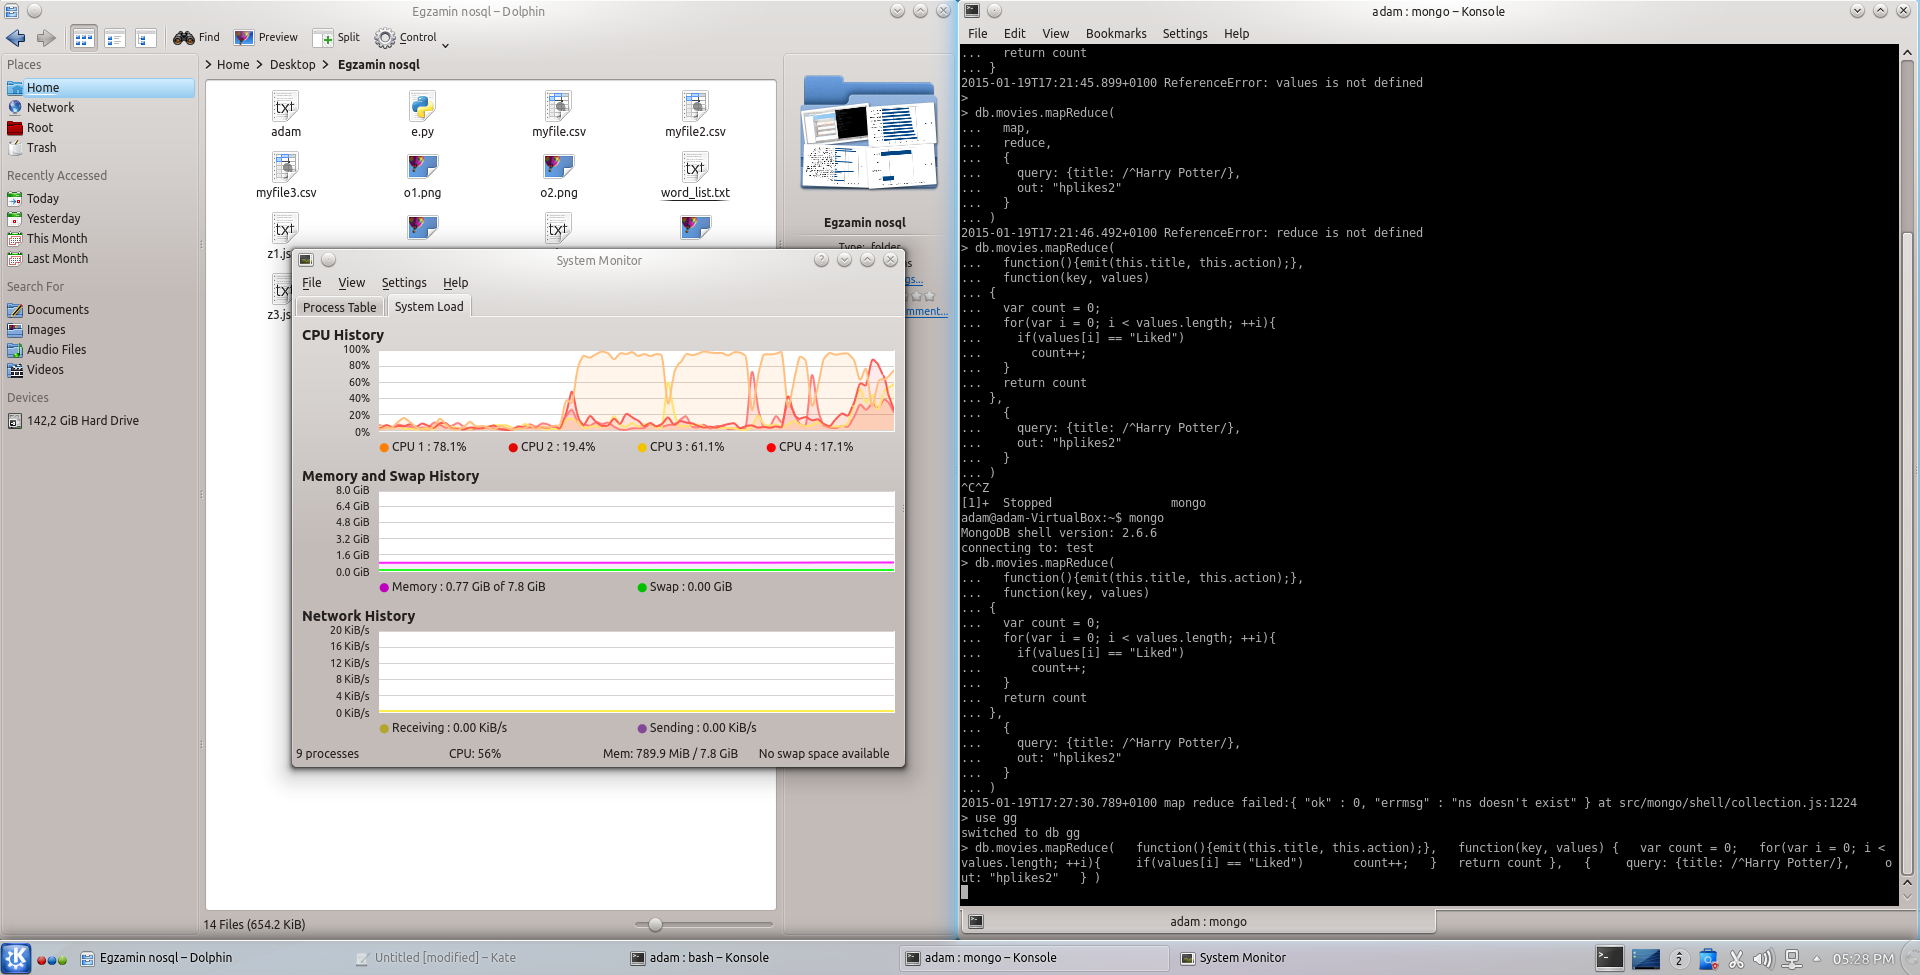 Egzamin nosql – Dolphin
Find
Preview
Split
Control
Places
Home
Network
Root
Trash
Recently Accessed
Today
Yesterday
This Month
Last Month
Search For
Documents
Images
Audio Files
Videos
Devices
142,2 GiB Hard Drive
> Home > Desktop > Egzamin nosql
adam
e.py
myfile.csv
myfile2.csv
myfile3.csv
o1.png
o2.png
word_list.txt
z1.js
z3.js
Egzamin nosql
Type: folder
14 Files (654.2 KiB)
System Monitor
File View Settings Help
Process Table System Load
CPU History
100%
80%
60%
40%
20%
0%
CPU 1 : 78.1% CPU 2 : 19.4% CPU 3 : 61.1% CPU 4 : 17.1%
Memory and Swap History
8.0 GiB
6.4 GiB
4.8 GiB
3.2 GiB
1.6 GiB
0.0 GiB
Memory : 0.77 GiB of 7.8 GiB Swap : 0.00 GiB
Network History
20 KiB/s
16 KiB/s
12 KiB/s
8 KiB/s
4 KiB/s
0 KiB/s
Receiving : 0.00 KiB/s Sending : 0.00 KiB/s
9 processes CPU: 56% Mem: 789.9 MiB / 7.8 GiB No swap space available
adam : mongo – Konsole
File Edit View Bookmarks Settings Help
...   return count
... }
2015-01-19T17:21:45.899+0100 ReferenceError: values is not defined
>
> db.movies.mapReduce(
...   map,
...   reduce,
...   {
...     query: {title: /^Harry Potter/},
...     out: "hplikes2"
...   }
... )
2015-01-19T17:21:46.492+0100 ReferenceError: reduce is not defined
> db.movies.mapReduce(
...   function(){emit(this.title, this.action);},
...   function(key, values)
... {
...   var count = 0;
...   for(var i = 0; i < values.length; ++i){
...     if(values[i] == "Liked")
...       count++;
...   }
...   return count
... },
...   {
...     query: {title: /^Harry Potter/},
...     out: "hplikes2"
...   }
... )
^C^Z
[1]+  Stopped                 mongo
adam@adam-VirtualBox:~$ mongo
MongoDB shell version: 2.6.6
connecting to: test
> db.movies.mapReduce(
...   function(){emit(this.title, this.action);},
...   function(key, values)
... {
...   var count = 0;
...   for(var i = 0; i < values.length; ++i){
...     if(values[i] == "Liked")
...       count++;
...   }
...   return count
... },
...   {
...     query: {title: /^Harry Potter/},
...     out: "hplikes2"
...   }
... )
2015-01-19T17:27:30.789+0100 map reduce failed:{ "ok" : 0, "errmsg" : "ns doesn't exist" } at src/mongo/shell/collection.js:1224
> use gg
switched to db gg
> db.movies.mapReduce(   function(){emit(this.title, this.action);},   function(key, values) {   var count = 0;   for(var i = 0; i <
values.length; ++i){     if(values[i] == "Liked")       count++;   }   return count },   {     query: {title: /^Harry Potter/},     o
ut: "hplikes2"   } )
adam : mongo
Egzamin nosql – Dolphin
Untitled [modified] – Kate
adam : bash – Konsole
adam : mongo – Konsole
System Monitor
2
05:28 PM